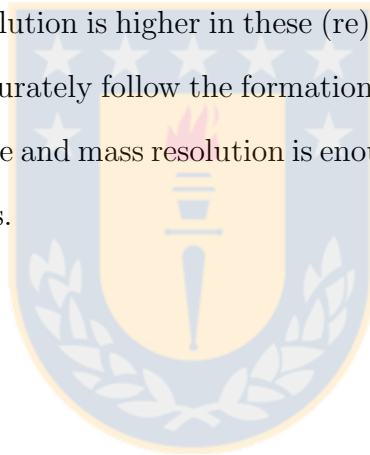 lution is higher in these (re)
urately follow the formation
e and mass resolution is enou
s.